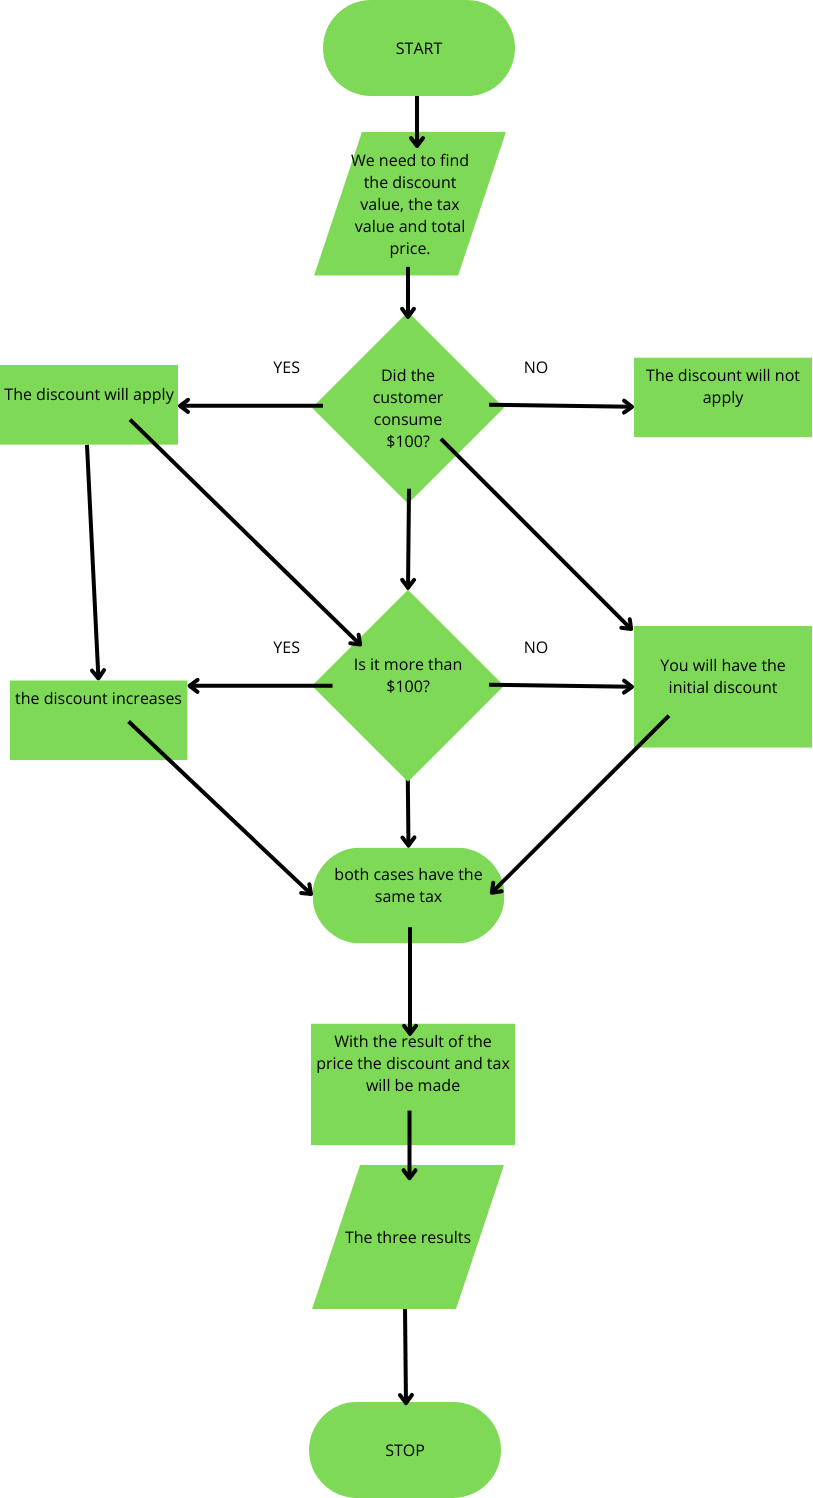 START
We need to find
the discount
value, the tax
value and total
price.
YES
NO
The discount will apply
Did the
customer
consume
$100?
The discount will not
apply
YES
NO
Is it more than
$100?
the discount increases
You will have the
initial discount
both cases have the
same tax
With the result of the
price the discount and tax
will be made
The three results
STOP